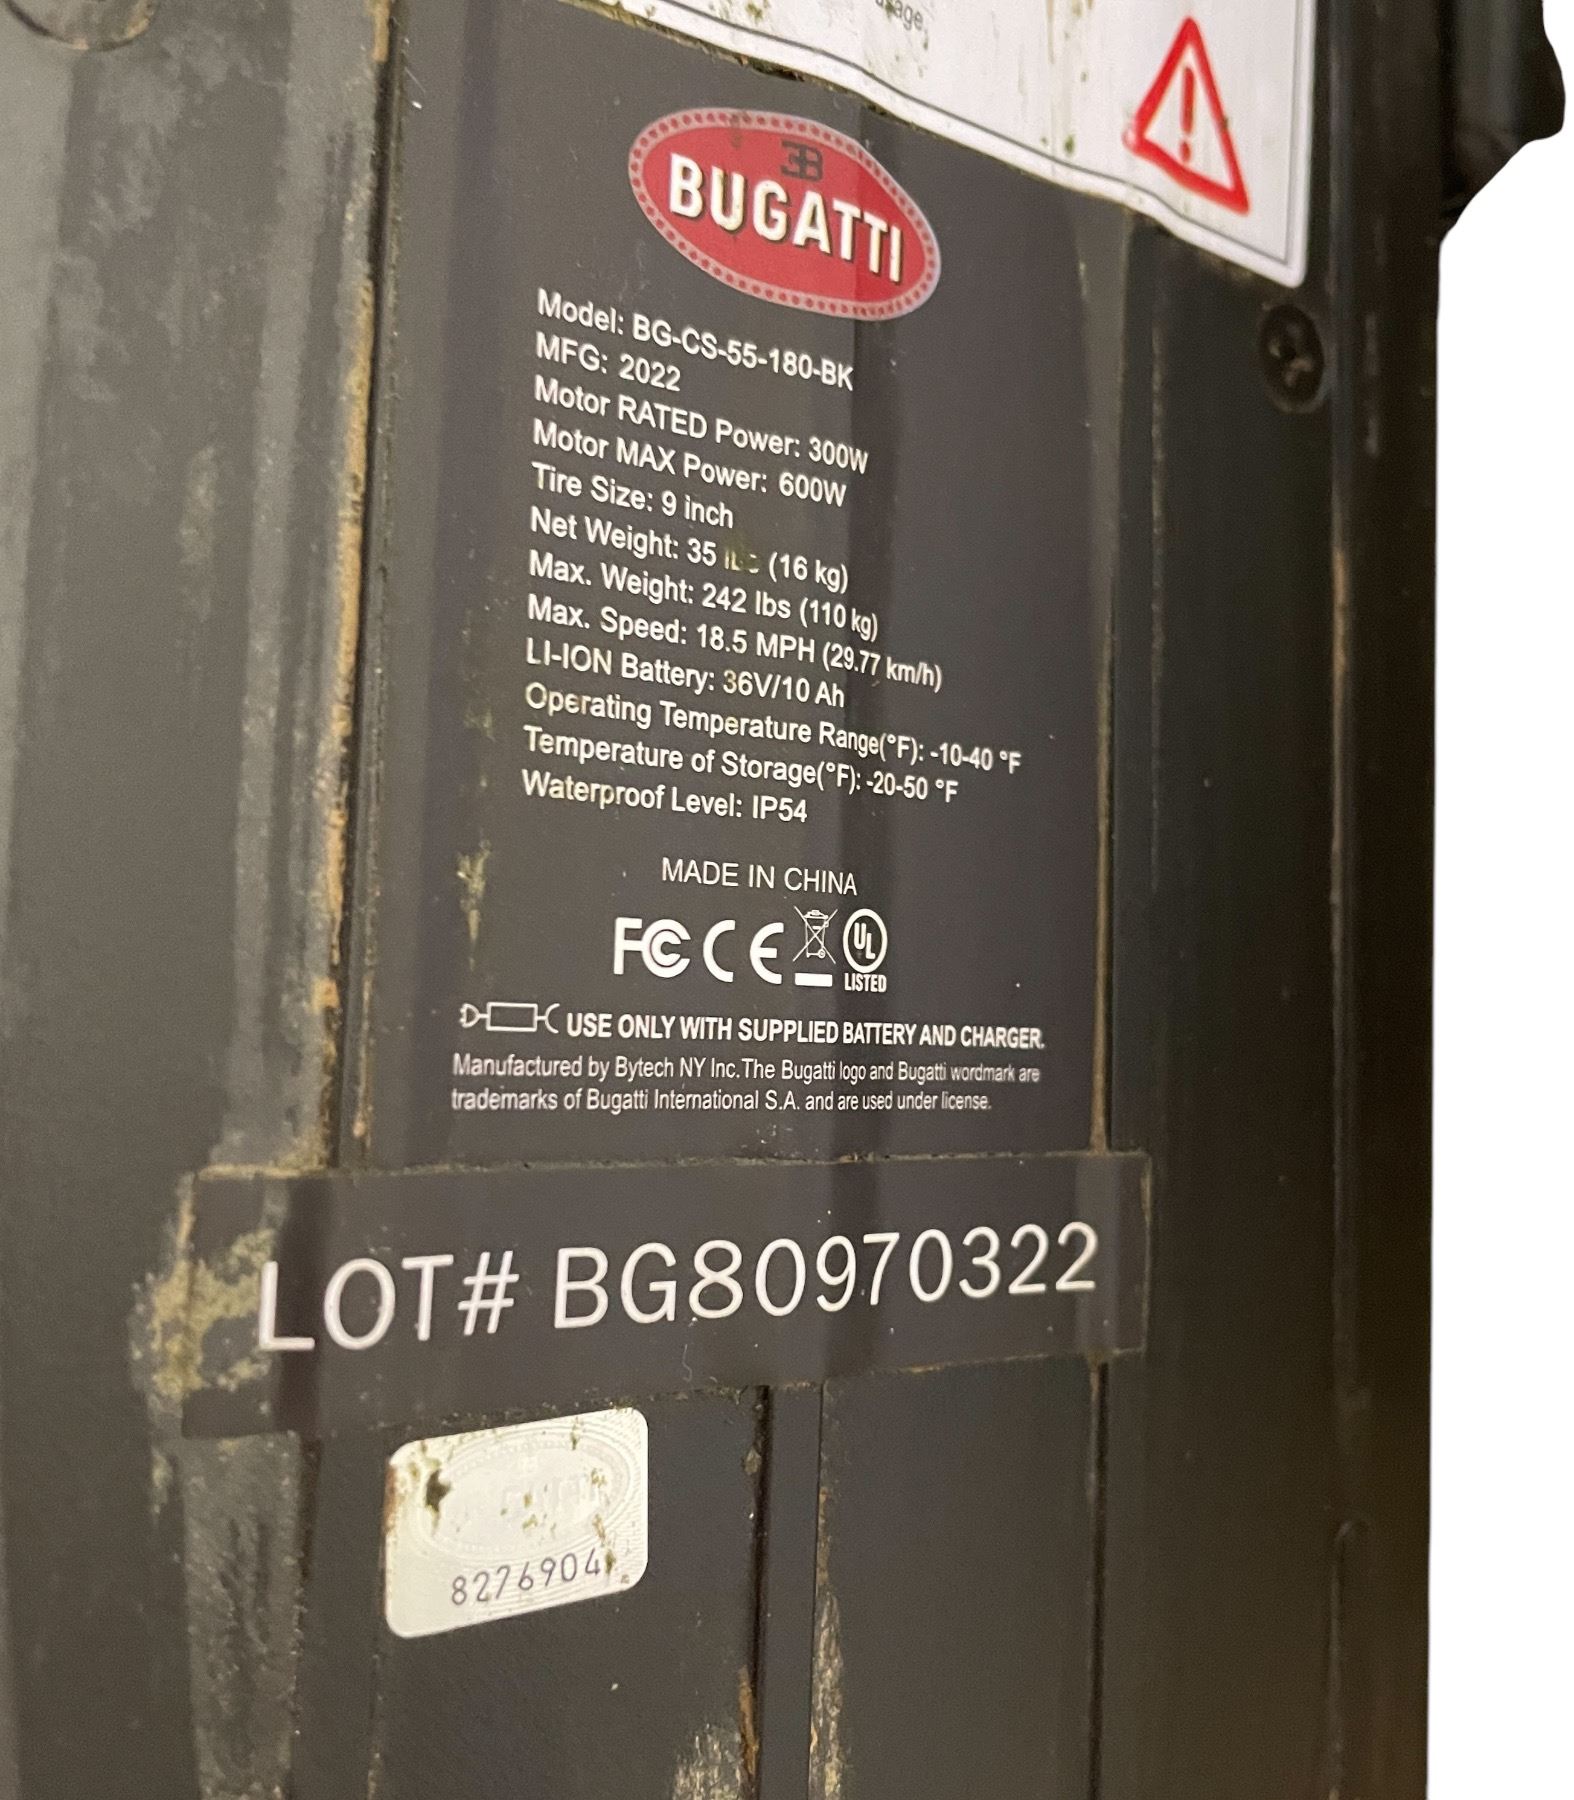 BUGATTI
Model: BG-CS-55-180-BK
MFG: 2022
Motor RATED Power: 300W
Motor MAX Power: 600W
Tire Size: 9 inch
Net Weight: 35 lbs (16 kg)
Max. Weight: 242 lbs (110 kg)
Max. Speed: 18.5 MPH (29.77 km/h)
LI-ION Battery: 36V/10 Ah
Operating Temperature Range(°F): -10-40 °F
Temperature of Storage(°F): -20-50 °F
Waterproof Level: IP54
MADE IN CHINA
FC CE UL
LISTED
USE ONLY WITH SUPPLIED BATTERY AND CHARGER.
Manufactured by Bytech NY Inc.The Bugatti logo and Bugatti wordmark are
trademarks of Bugatti International S.A. and are used under license.
LOT# BG80970322
8276904